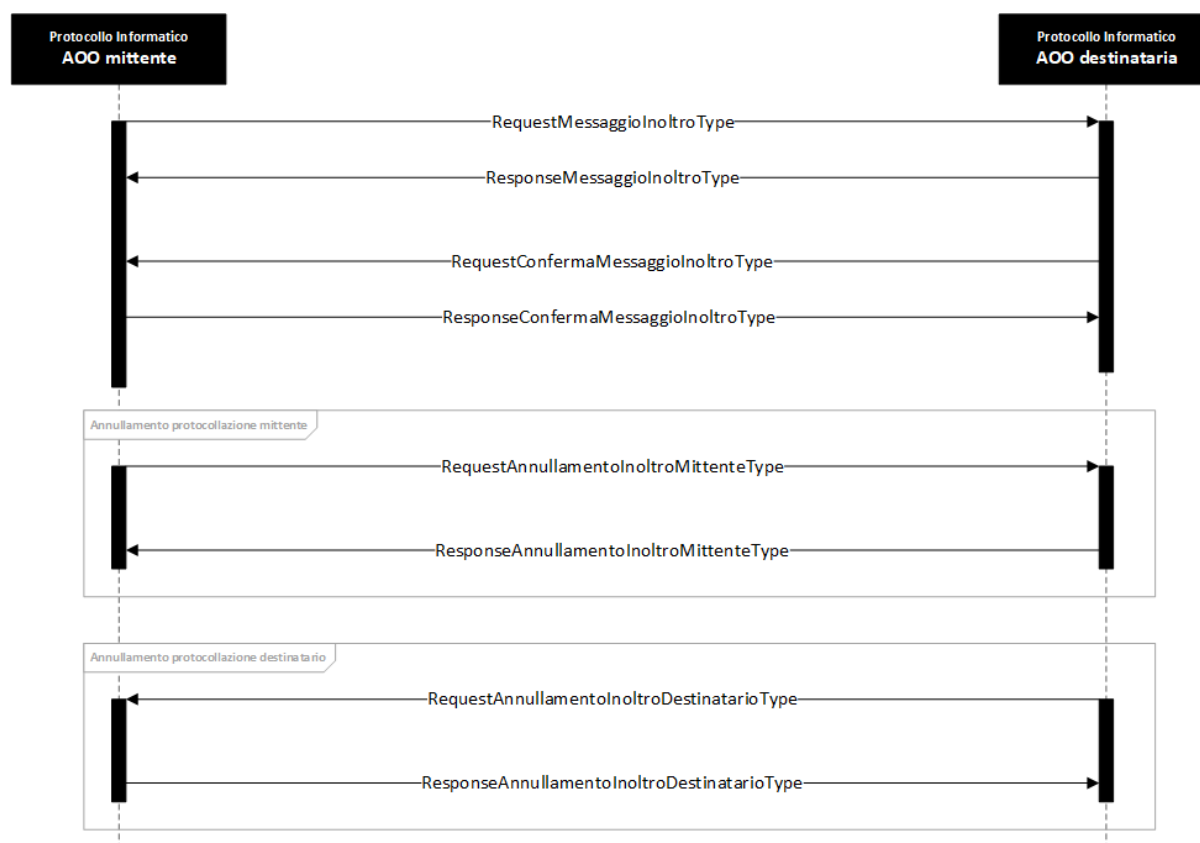 Protocollo Informatico
AOO mittente
Protocollo Informatico
AOO destinataria
RequestMessaggioInoltroType
ResponseMessaggioInoltroType
RequestConfermaMessaggioInoltroType
ResponseConfermaMessaggioInoltroType
Annullamento protocollazione mittente
RequestAnnullamentoInoltroMittenteType
ResponseAnnullamentoInoltroMittenteType
Annullamento protocollazione destinatario
RequestAnnullamentoInoltroDestinatarioType
ResponseAnnullamentoInoltroDestinatarioType